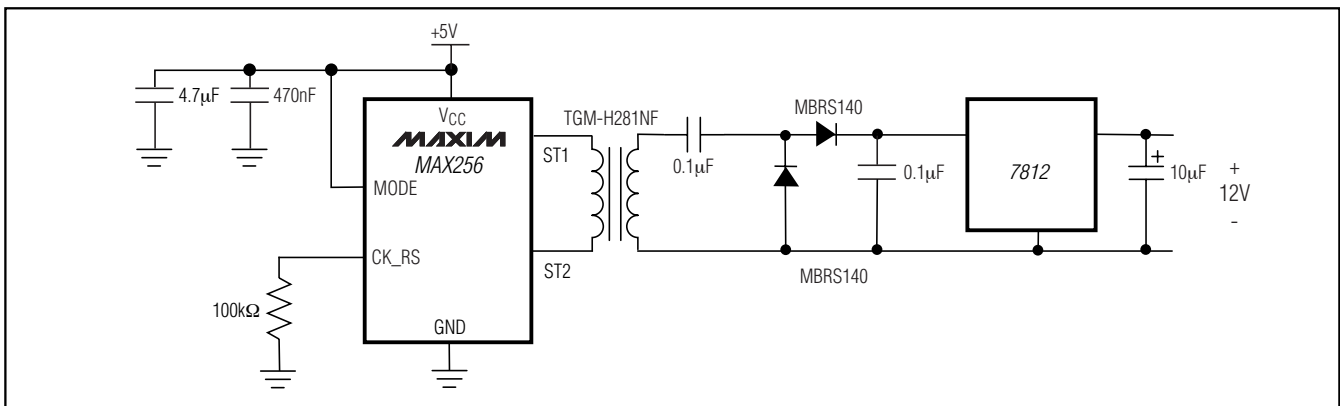 +5V
4.7µF
470nF
VCC
MAXIM
MAX256
MODE
CK_RS
GND
100kΩ
ST1
ST2
TGM-H281NF
0.1µF
MBRS140
0.1µF
MBRS140
7812
+
10µF
+
12V
-